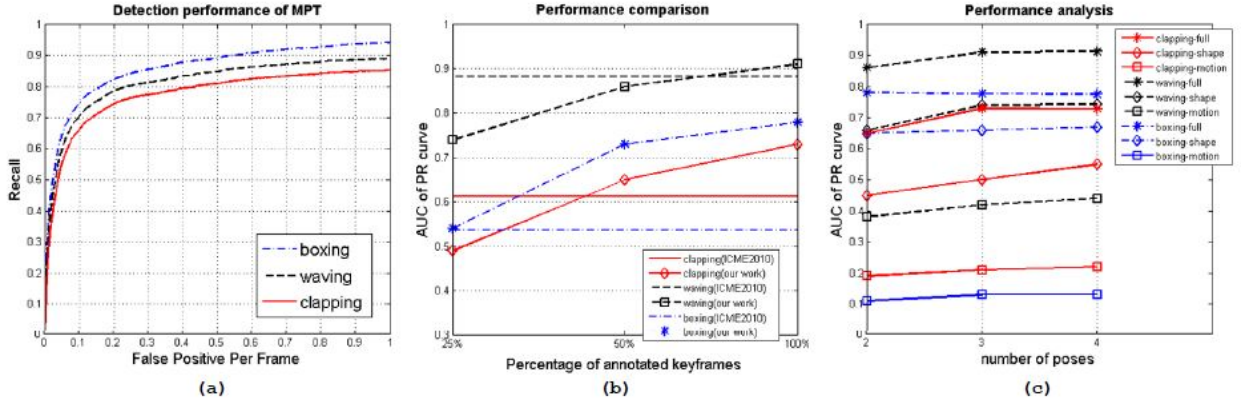 Detection performance of MPT
Recall
1
0.9
0.8
0.7
0.6
0.5
0.4
0.3
0.2
0.1
0
boxing
waving
clapping
0 0.1 0.2 0.3 0.4 0.5 0.6 0.7 0.8 0.9 1
False Positive Per Frame
(a)
Performance comparison
AUC of PR curve
1
0.9
0.8
0.7
0.6
0.5
0.4
0.3
clapping(ICME2010)
clapping(our work)
waving(ICME2010)
waving(our work)
boxing(ICME2010)
boxing(our work)
25% 50% 100%
Percentage of annotated keyframes
(b)
Performance analysis
AUC of PR curve
1
0.9
0.8
0.7
0.6
0.5
0.4
0.3
0.2
0.1
0
clapping-full
clapping-shape
clapping-motion
waving-full
waving-shape
waving-motion
boxing-full
boxing-shape
boxing-motion
2 3 4
number of poses
(c)